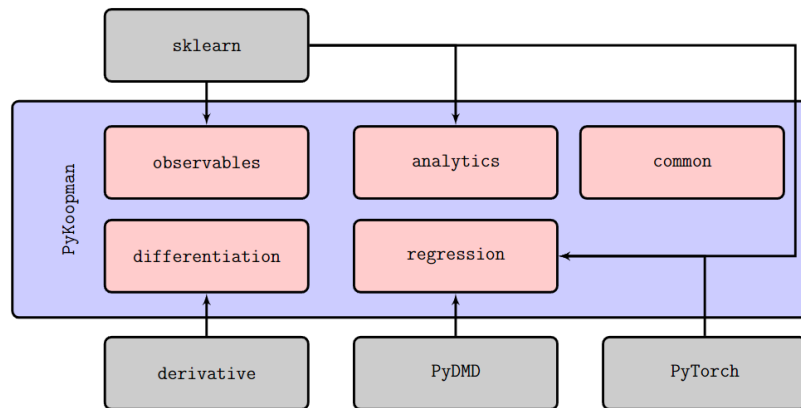 sklearn
PyKoopman
observables
analytics
common
differentiation
regression
derivative
PyDMD
PyTorch